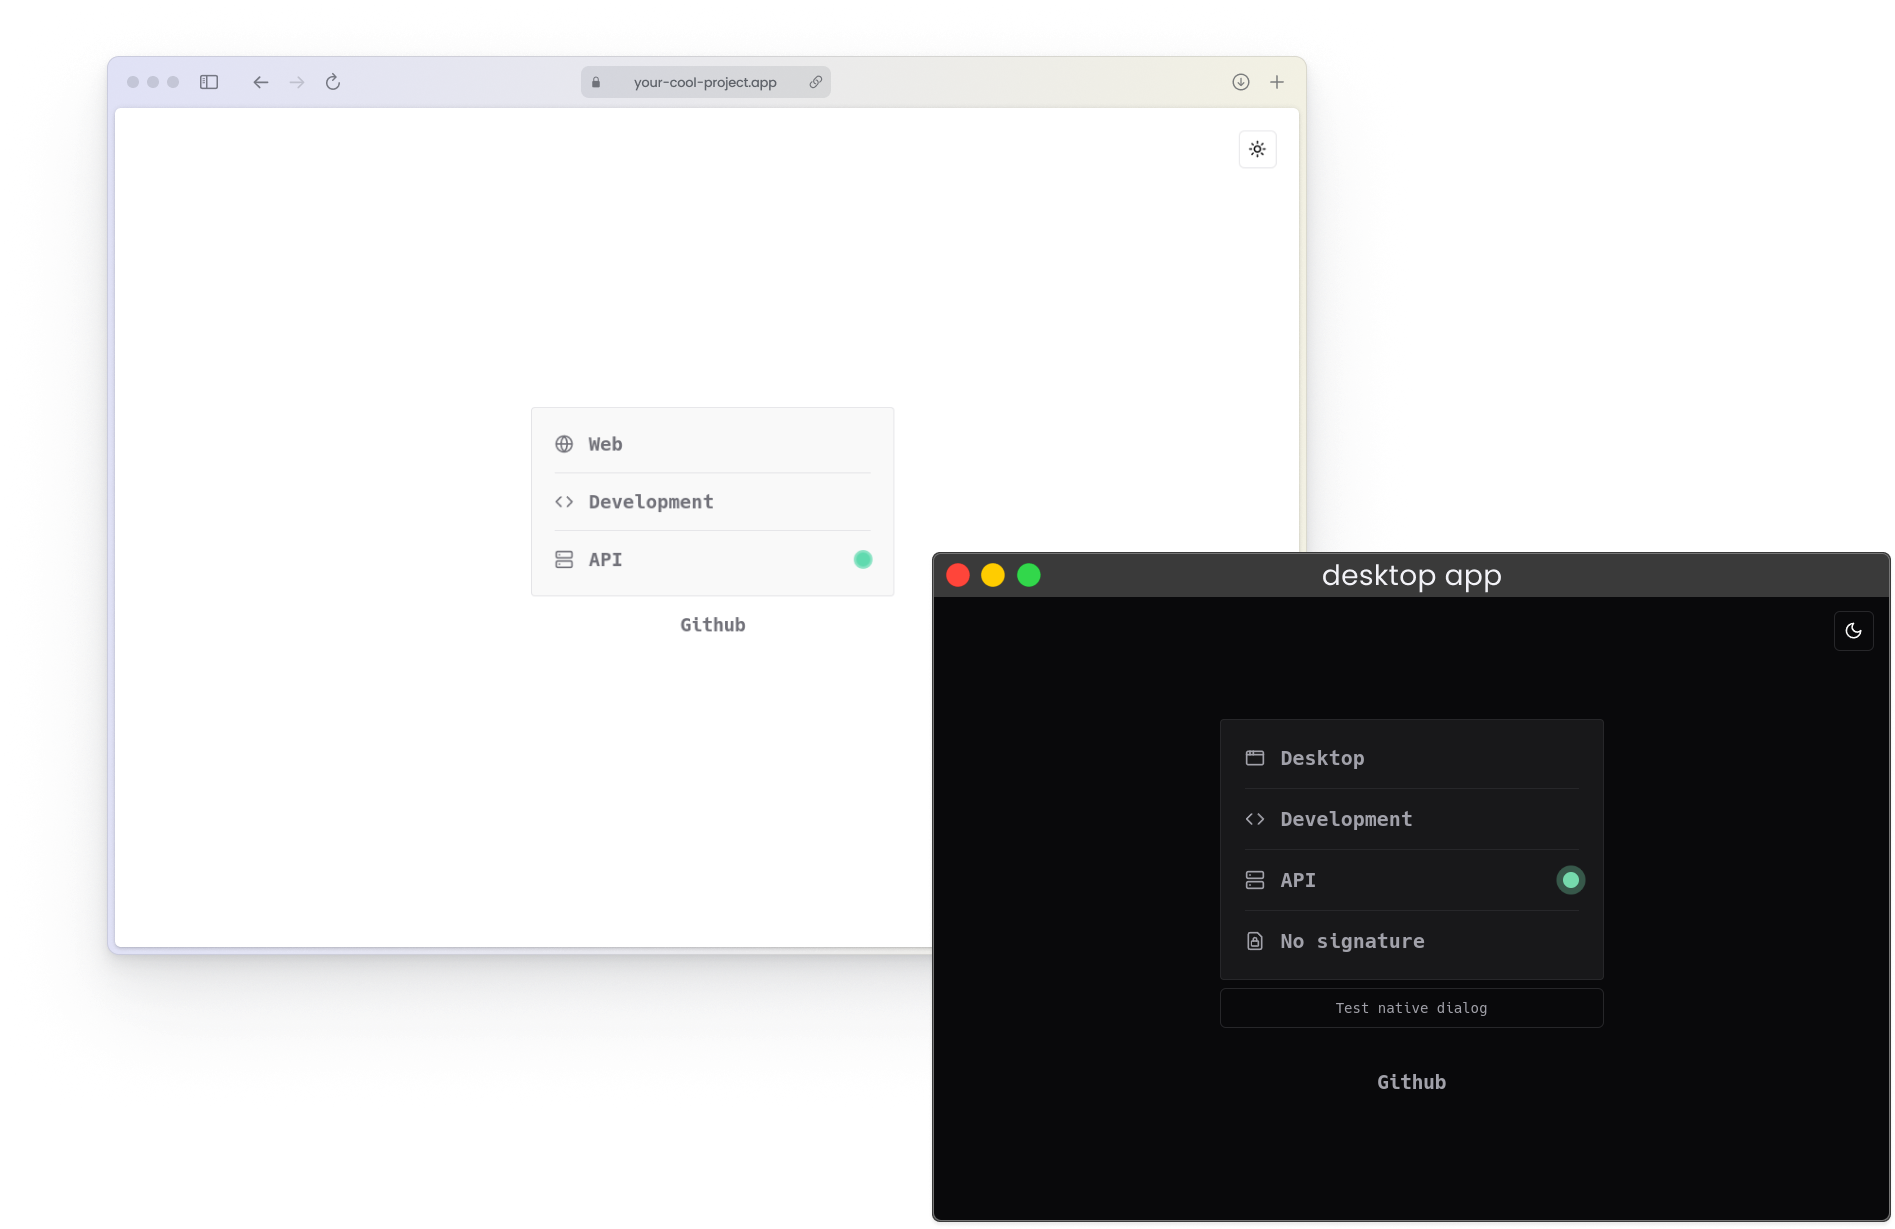 your-cool-project.app
Web
Development
API
Github
desktop app
Desktop
Development
API
No signature
Test native dialog
Github